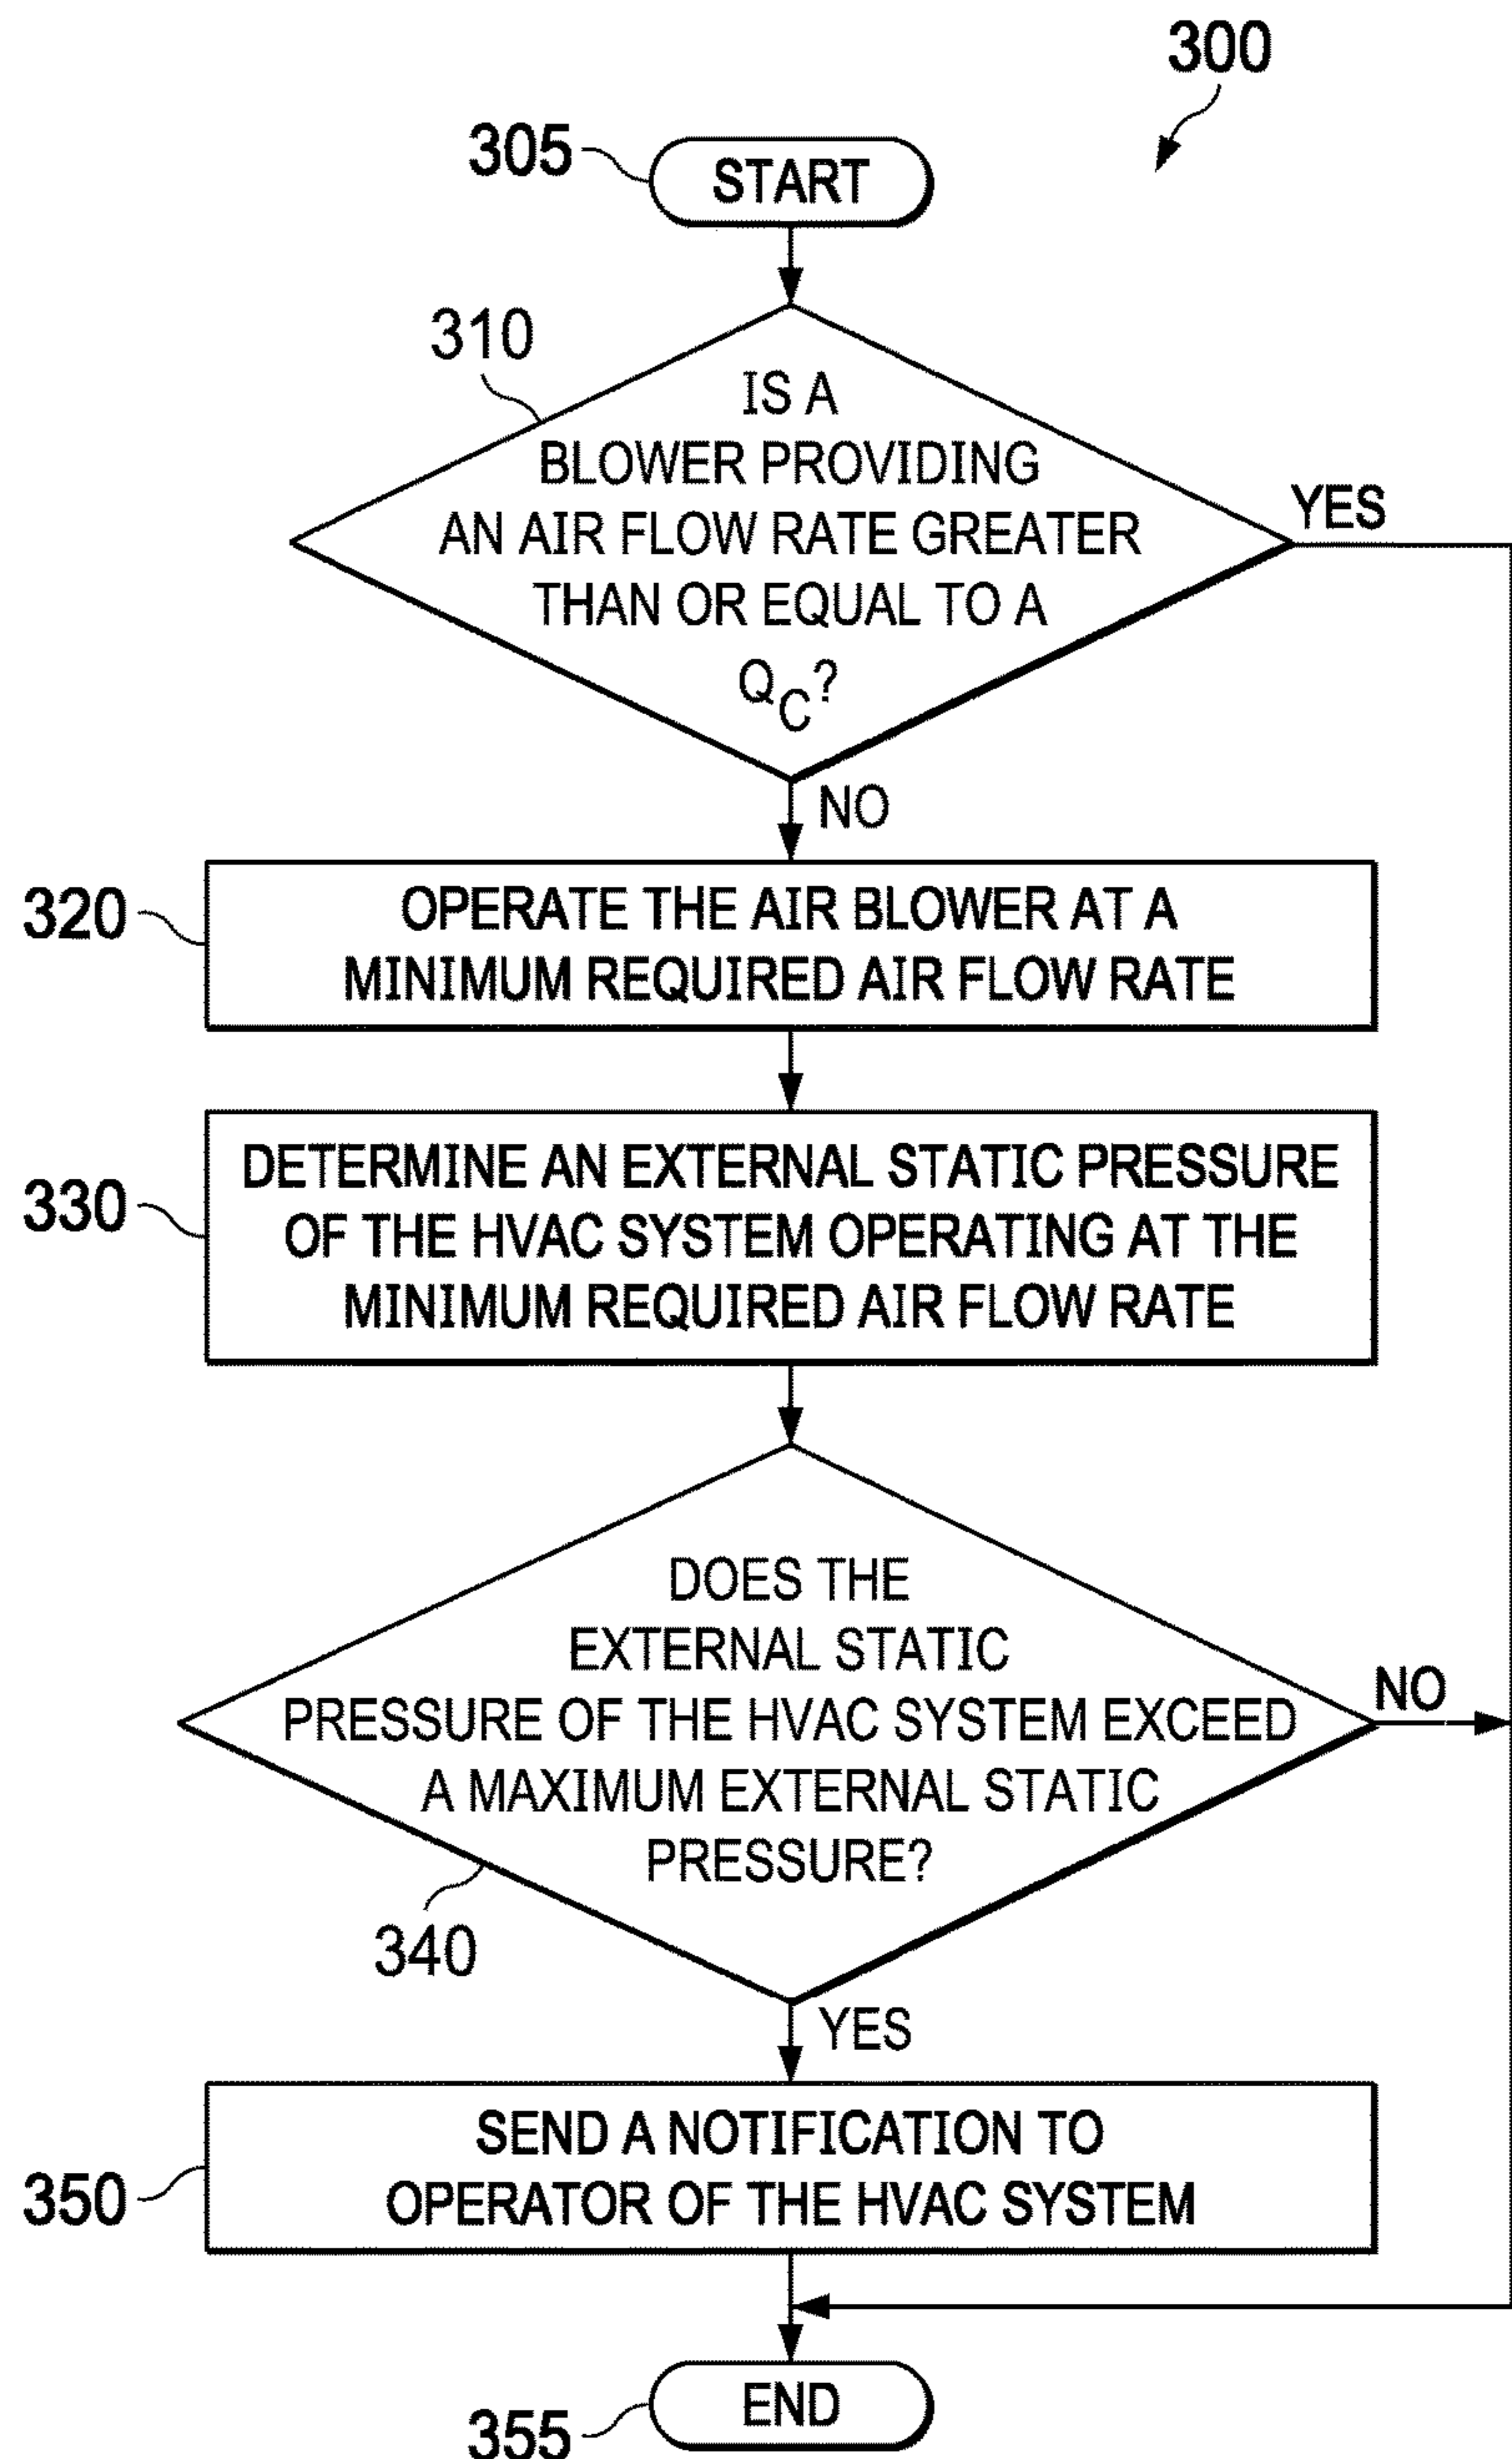 300
305
START
310
IS A
BLOWER PROVIDING
AN AIR FLOW RATE GREATER
THAN OR EQUAL TO A
QC?
YES
NO
320
OPERATE THE AIR BLOWER AT A
MINIMUM REQUIRED AIR FLOW RATE
330
DETERMINE AN EXTERNAL STATIC PRESSURE
OF THE HVAC SYSTEM OPERATING AT THE
MINIMUM REQUIRED AIR FLOW RATE
DOES THE
EXTERNAL STATIC
PRESSURE OF THE HVAC SYSTEM EXCEED
A MAXIMUM EXTERNAL STATIC
PRESSURE?
NO
340
YES
350
SEND A NOTIFICATION TO
OPERATOR OF THE HVAC SYSTEM
355
END